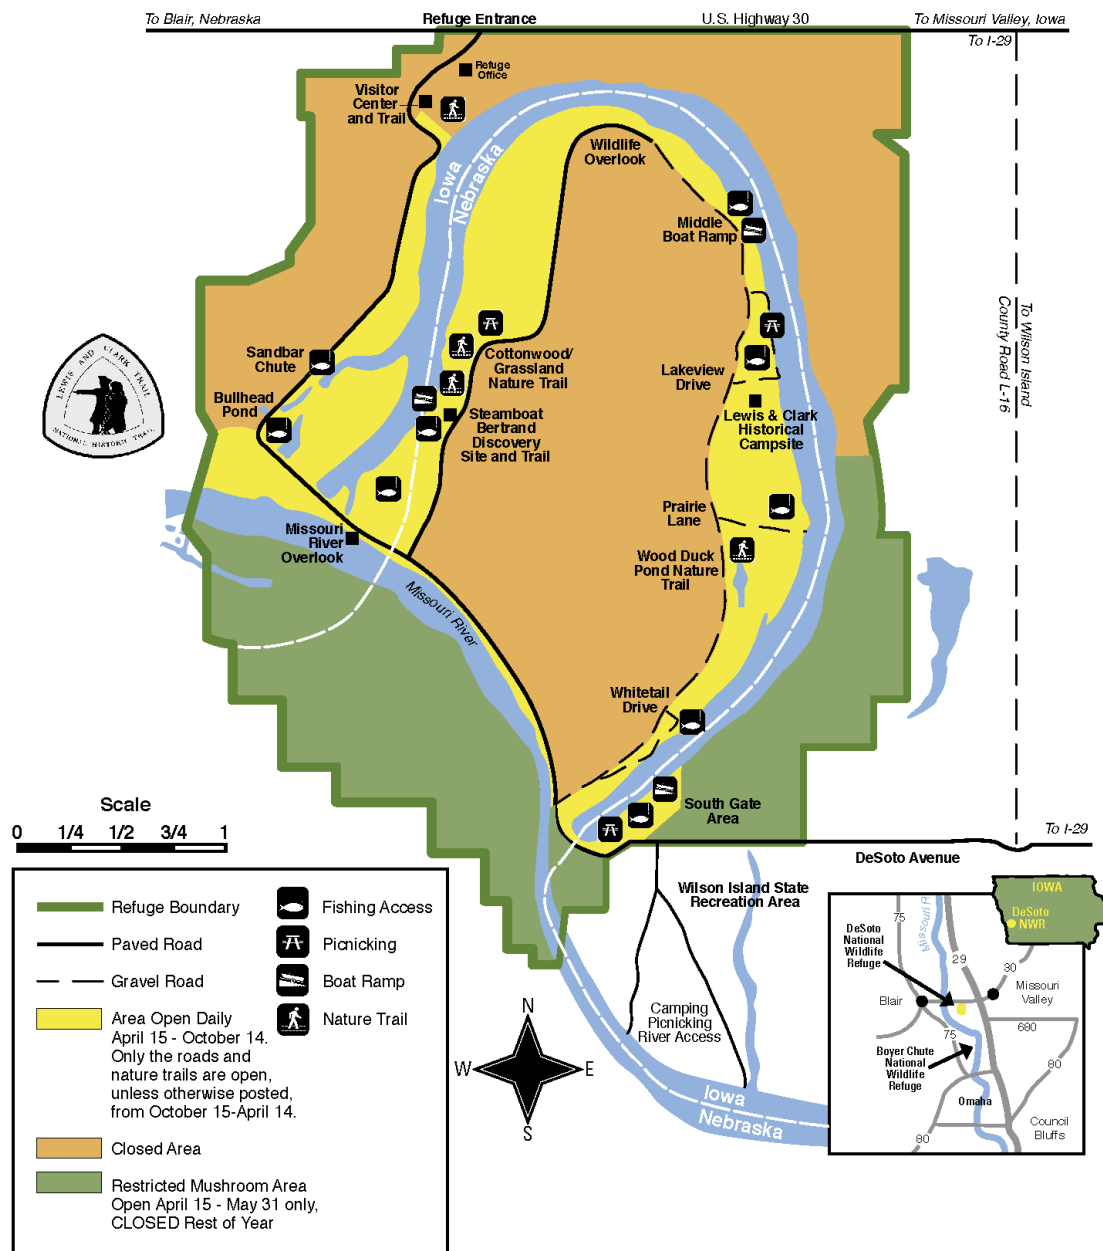 To Blair, Nebraska
Refuge Entrance
U.S. Highway 30
To Missouri Valley, Iowa
To I-29
Refuge
Office
Visitor
Center
and Trail
Wildlife
Overlook
Iowa
Nebraska
Middle
Boat Ramp
To Wilson Island
County Road L-16
LEWIS AND CLARK TRAIL
NATIONAL HISTORIC TRAIL
Sandbar
Chute
Cottonwood/
Grassland
Nature Trail
Lakeview
Drive
Bullhead
Pond
Steamboat
Bertrand
Discovery
Site and Trail
Lewis & Clark
Historical
Campsite
Prairie
Lane
Missouri
River
Overlook
Wood Duck
Pond Nature
Trail
Missouri River
Whitetail
Drive
South Gate
Area
Scale
0 1/4 1/2 3/4 1
To I-29
DeSoto Avenue
Wilson Island State
Recreation Area
Camping
Picnicking
River Access
Iowa
Nebraska
Refuge Boundary
Paved Road
Gravel Road
Area Open Daily
April 15 - October 14.
Only the roads and
nature trails are open,
unless otherwise posted,
from October 15-April 14.
Closed Area
Restricted Mushroom Area
Open April 15 - May 31 only,
CLOSED Rest of Year
Fishing Access
Picnicking
Boat Ramp
Nature Trail
N
W
E
S
IOWA
DeSoto
NWR
75
Missouri R
DeSoto
National
Wildlife
Refuge
29
30
Missouri
Valley
Blair
75
680
Boyer Chute
National
Wildlife
Refuge
80
Omaha
Council
Bluffs
80